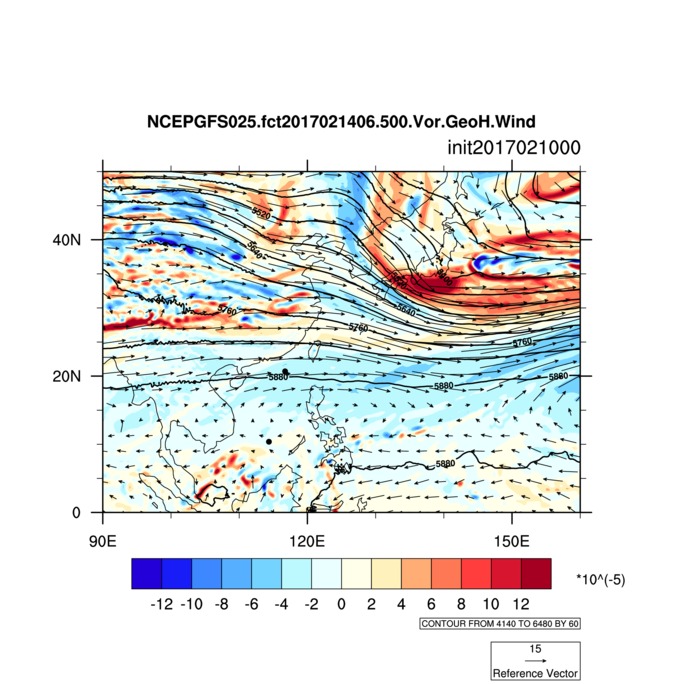 NCEPGFS025.fct2017021406.500.Vor.GeoH.Wind
init2017021000
5520
40N
5640
5640
5760
5760
5760
20N
5880
5880
5880
5880
0
90E
120E
150E
-12 -10 -8 -6 -4 -2 0 2 4 6 8 10 12
*10^(-5)
CONTOUR FROM 4140 TO 6480 BY 60
15
Reference Vector